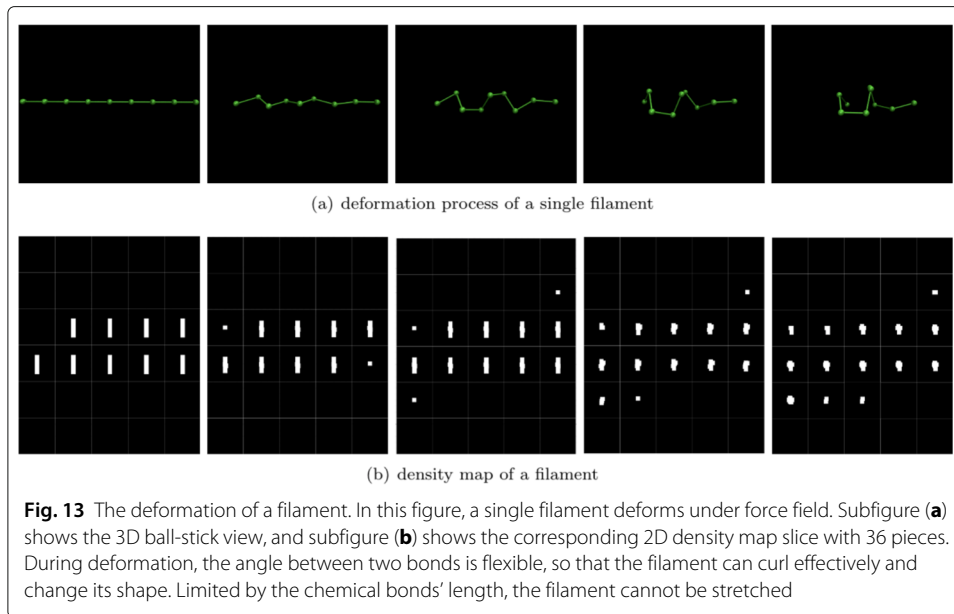 (a) deformation process of a single filament
(b) density map of a filament
Fig. 13 The deformation of a filament. In this figure, a single filament deforms under force field. Subfigure (a)
shows the 3D ball-stick view, and subfigure (b) shows the corresponding 2D density map slice with 36 pieces.
During deformation, the angle between two bonds is flexible, so that the filament can curl effectively and
change its shape. Limited by the chemical bonds’ length, the filament cannot be stretched